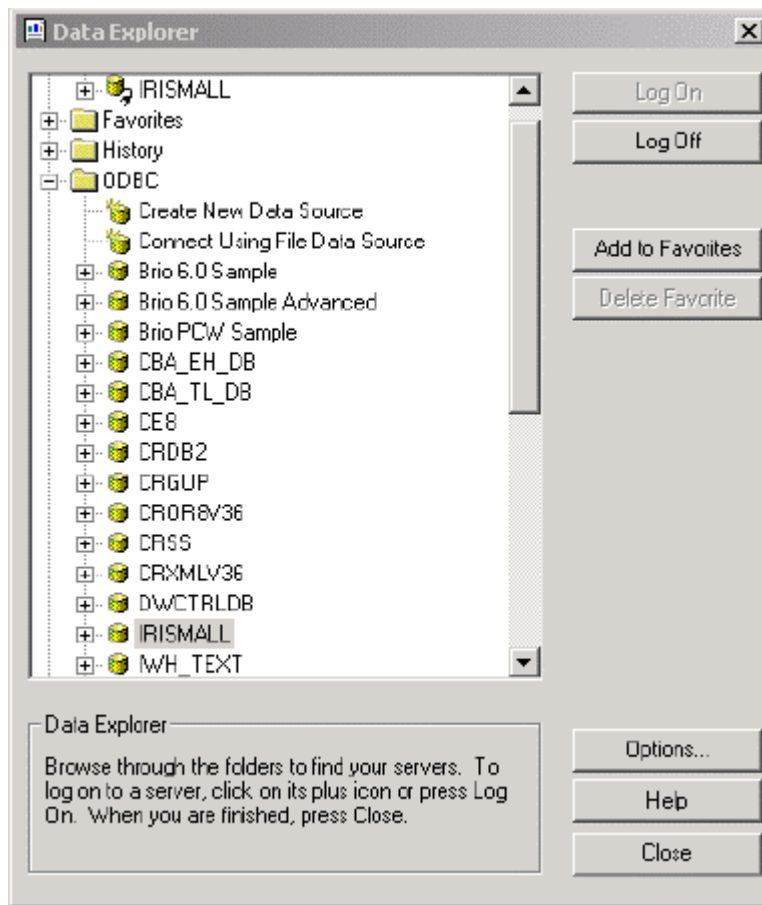 Data Explorer
IRISMALL
Favorites
History
ODBC
Create New Data Source
Connect Using File Data Source
Brio 6.0 Sample
Brio 6.0 Sample Advanced
Brio PCW Sample
CBA_EH_DB
CBA_TL_DB
CE8
CRDB2
CRGUP
CROR8V36
CRSS
CRXMLV36
DWCTRLDB
IRISMALL
IWH_TEXT
Log On
Log Off
Add to Favorites
Delete Favorite
Data Explorer
Browse through the folders to find your servers. To
log on to a server, click on its plus icon or press Log
On. When you are finished, press Close.
Options...
Help
Close